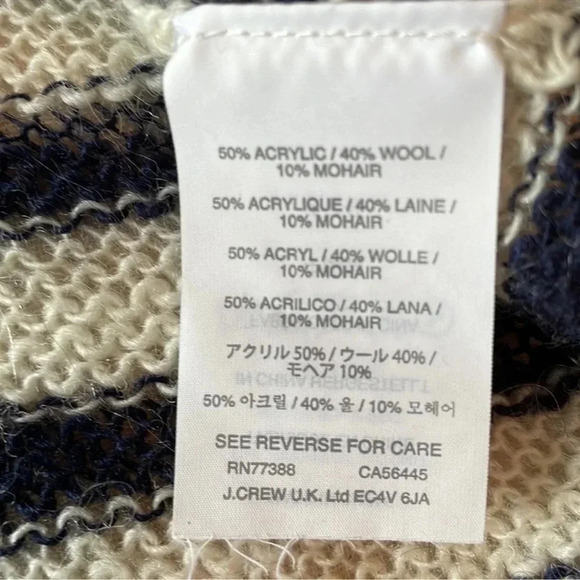 50% ACRYLIC / 40% WOOL /
10% MOHAIR
50% ACRYLIQUE / 40% LAINE /
10% MOHAIR
50% ACRYL / 40% WOLLE /
10% MOHAIR
50% ACRILICO / 40% LANA /
10% MOHAIR
アクリル 50% / ウール 40% /
モヘア 10%
50% 아크릴 / 40% 울 / 10% 모헤어
SEE REVERSE FOR CARE
RN77388 CA56445
J.CREW U.K. Ltd EC4V 6JA